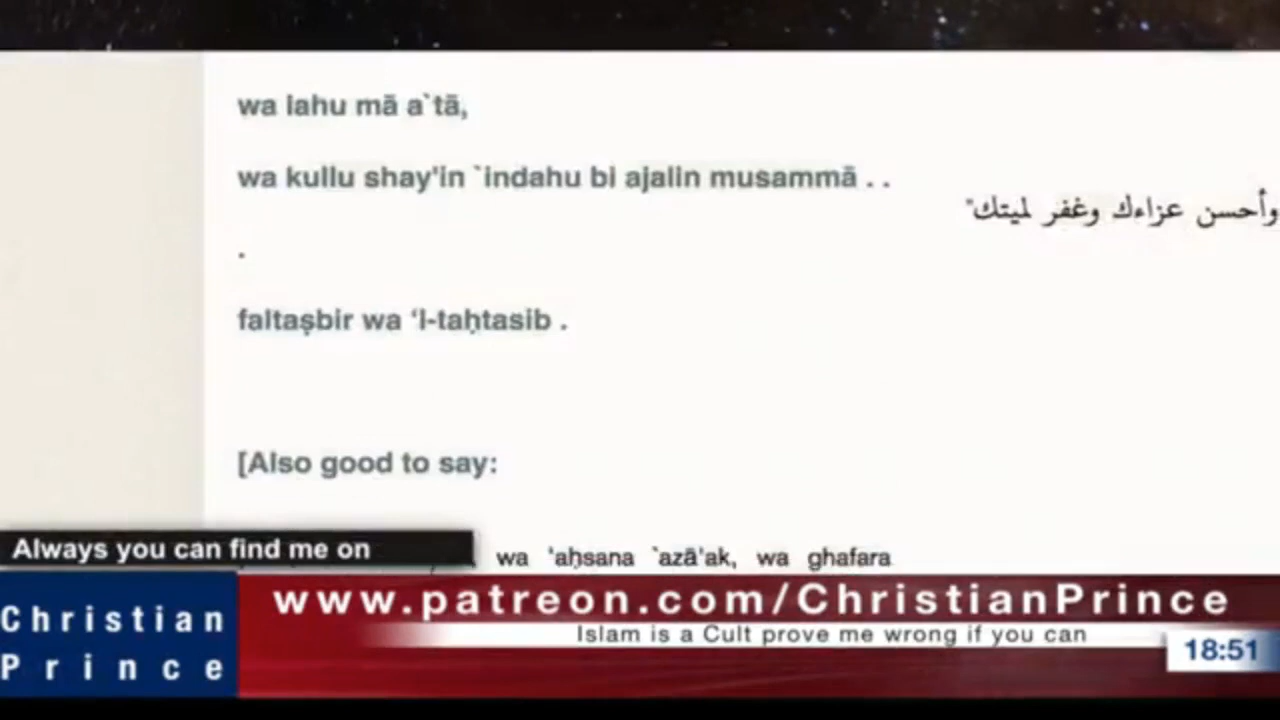 wa lahu mā a`tā,
wa kullu shay'in `indahu bi ajalin musammā . .
وأحسن عزاءك وغفر لميتك"
.
faltaṣbir wa ‘l-taḥtasib .
[Also good to say:
wa 'aḥsana `azā'ak, wa ghafara
Always you can find me on
www.patreon.com/ChristianPrince
Christian
Prince
Islam is a Cult prove me wrong if you can
18:51